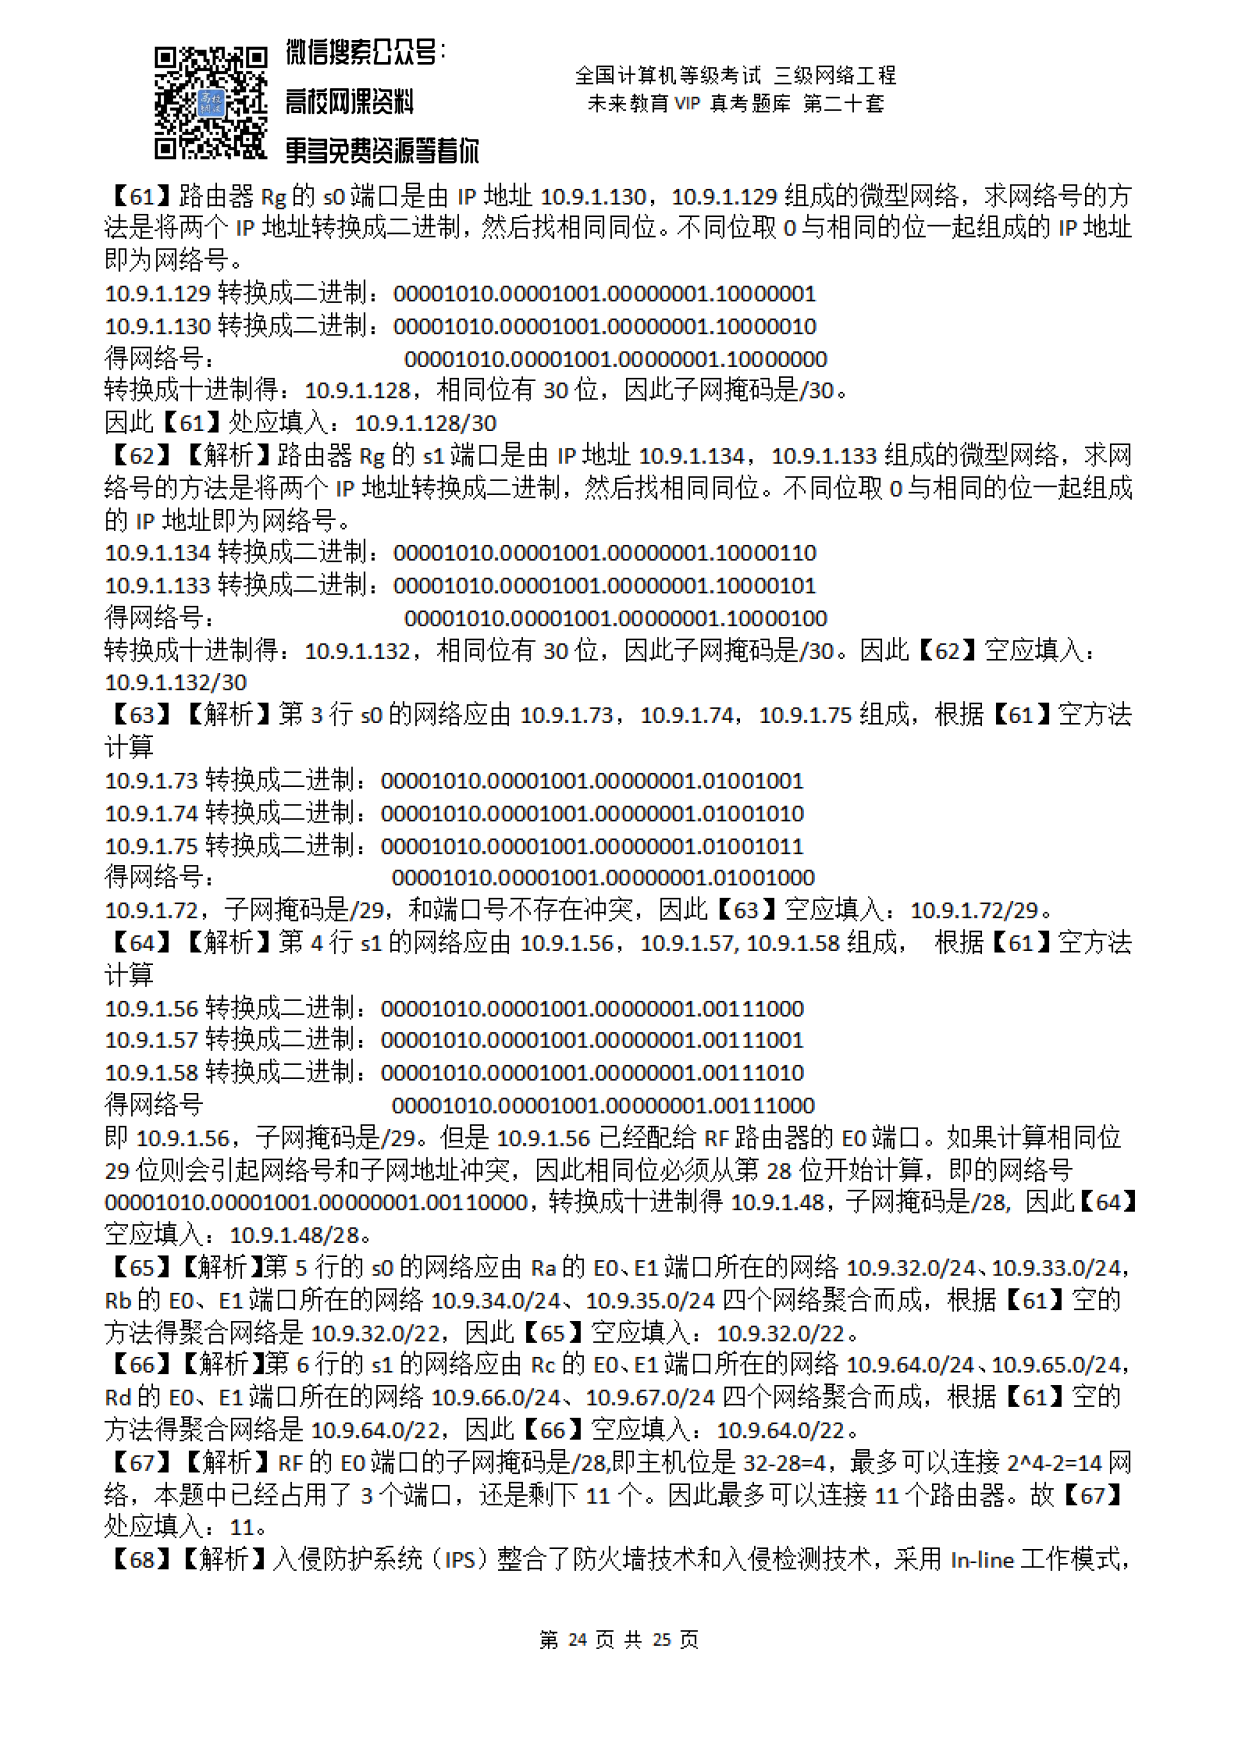 微信搜索公众号：
高校网课资料
更多免费资源等着你
全国计算机等级考试 三级网络工程
未来教育 VIP 真考题库 第二十套
【61】路由器 Rg 的 s0 端口是由 IP 地址 10.9.1.130，10.9.1.129 组成的微型网络，求网络号的方
法是将两个 IP 地址转换成二进制，然后找相同同位。不同位取 0 与相同的位一起组成的 IP 地址
即为网络号。
10.9.1.129 转换成二进制：00001010.00001001.00000001.10000001
10.9.1.130 转换成二进制：00001010.00001001.00000001.10000010
得网络号： 00001010.00001001.00000001.10000000
转换成十进制得：10.9.1.128，相同位有 30 位，因此子网掩码是/30。
因此【61】处应填入：10.9.1.128/30
【62】【解析】路由器 Rg 的 s1 端口是由 IP 地址 10.9.1.134，10.9.1.133 组成的微型网络，求网
络号的方法是将两个 IP 地址转换成二进制，然后找相同同位。不同位取 0 与相同的位一起组成
的 IP 地址即为网络号。
10.9.1.134 转换成二进制：00001010.00001001.00000001.10000110
10.9.1.133 转换成二进制：00001010.00001001.00000001.10000101
得网络号： 00001010.00001001.00000001.10000100
转换成十进制得：10.9.1.132，相同位有 30 位，因此子网掩码是/30。因此【62】空应填入：
10.9.1.132/30
【63】【解析】第 3 行 s0 的网络应由 10.9.1.73，10.9.1.74，10.9.1.75 组成，根据【61】空方法
计算
10.9.1.73 转换成二进制：00001010.00001001.00000001.01001001
10.9.1.74 转换成二进制：00001010.00001001.00000001.01001010
10.9.1.75 转换成二进制：00001010.00001001.00000001.01001011
得网络号： 00001010.00001001.00000001.01001000
10.9.1.72，子网掩码是/29，和端口号不存在冲突，因此【63】空应填入：10.9.1.72/29。
【64】【解析】第 4 行 s1 的网络应由 10.9.1.56，10.9.1.57, 10.9.1.58 组成， 根据【61】空方法
计算
10.9.1.56 转换成二进制：00001010.00001001.00000001.00111000
10.9.1.57 转换成二进制：00001010.00001001.00000001.00111001
10.9.1.58 转换成二进制：00001010.00001001.00000001.00111010
得网络号 00001010.00001001.00000001.00111000
即 10.9.1.56，子网掩码是/29。但是 10.9.1.56 已经配给 RF 路由器的 E0 端口。如果计算相同位
29 位则会引起网络号和子网地址冲突，因此相同位必须从第 28 位开始计算，即的网络号
00001010.00001001.00000001.00110000，转换成十进制得 10.9.1.48，子网掩码是/28, 因此【64】
空应填入：10.9.1.48/28。
【65】【解析】第 5 行的 s0 的网络应由 Ra 的 E0、E1 端口所在的网络 10.9.32.0/24、10.9.33.0/24，
Rb 的 E0、E1 端口所在的网络 10.9.34.0/24、10.9.35.0/24 四个网络聚合而成，根据【61】空的
方法得聚合网络是 10.9.32.0/22，因此【65】空应填入：10.9.32.0/22。
【66】【解析】第 6 行的 s1 的网络应由 Rc 的 E0、E1 端口所在的网络 10.9.64.0/24、10.9.65.0/24，
Rd 的 E0、E1 端口所在的网络 10.9.66.0/24、10.9.67.0/24 四个网络聚合而成，根据【61】空的
方法得聚合网络是 10.9.64.0/22，因此【66】空应填入：10.9.64.0/22。
【67】【解析】RF 的 E0 端口的子网掩码是/28,即主机位是 32-28=4，最多可以连接 2^4-2=14 网
络，本题中已经占用了 3 个端口，还是剩下 11 个。因此最多可以连接 11 个路由器。故【67】
处应填入：11。
【68】【解析】入侵防护系统（IPS）整合了防火墙技术和入侵检测技术，采用 In-line 工作模式，
第 24 页 共 25 页